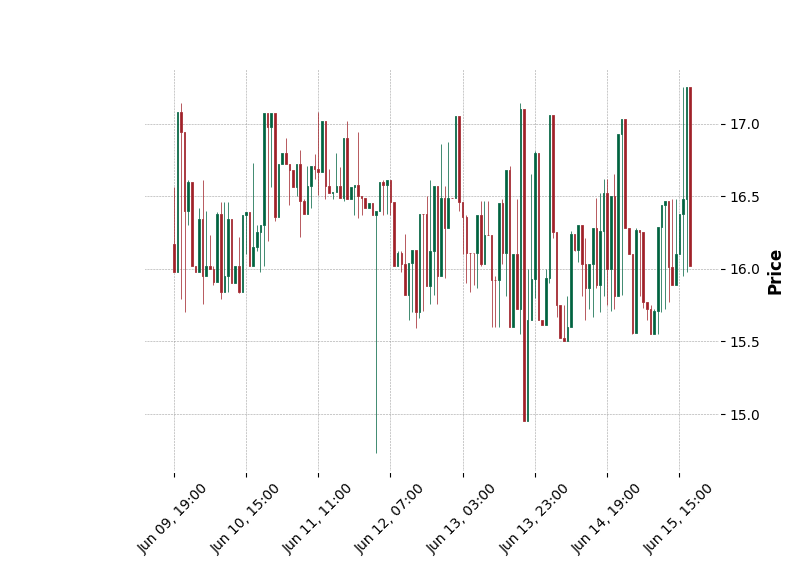 17.0
16.5
16.0
15.5
15.0
Price
Jun 09, 19:00
Jun 10, 15:00
Jun 11, 11:00
Jun 12, 07:00
Jun 13, 03:00
Jun 13, 23:00
Jun 14, 19:00
Jun 15, 15:00